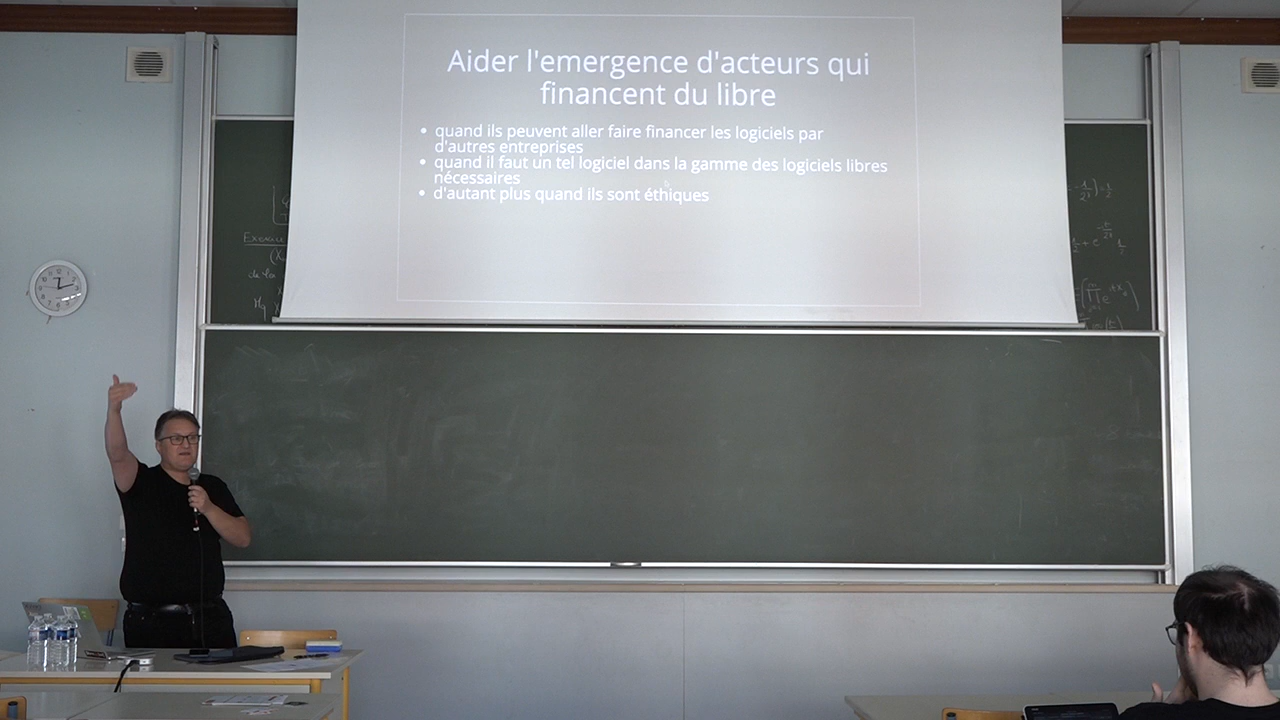 Aider l'emergence d'acteurs qui
financent du libre
• quand ils peuvent aller faire financer les logiciels par
d'autres entreprises
• quand il faut un tel logiciel dans la gamme des logiciels libres
nécessaires
• d'autant plus quand ils sont éthiques